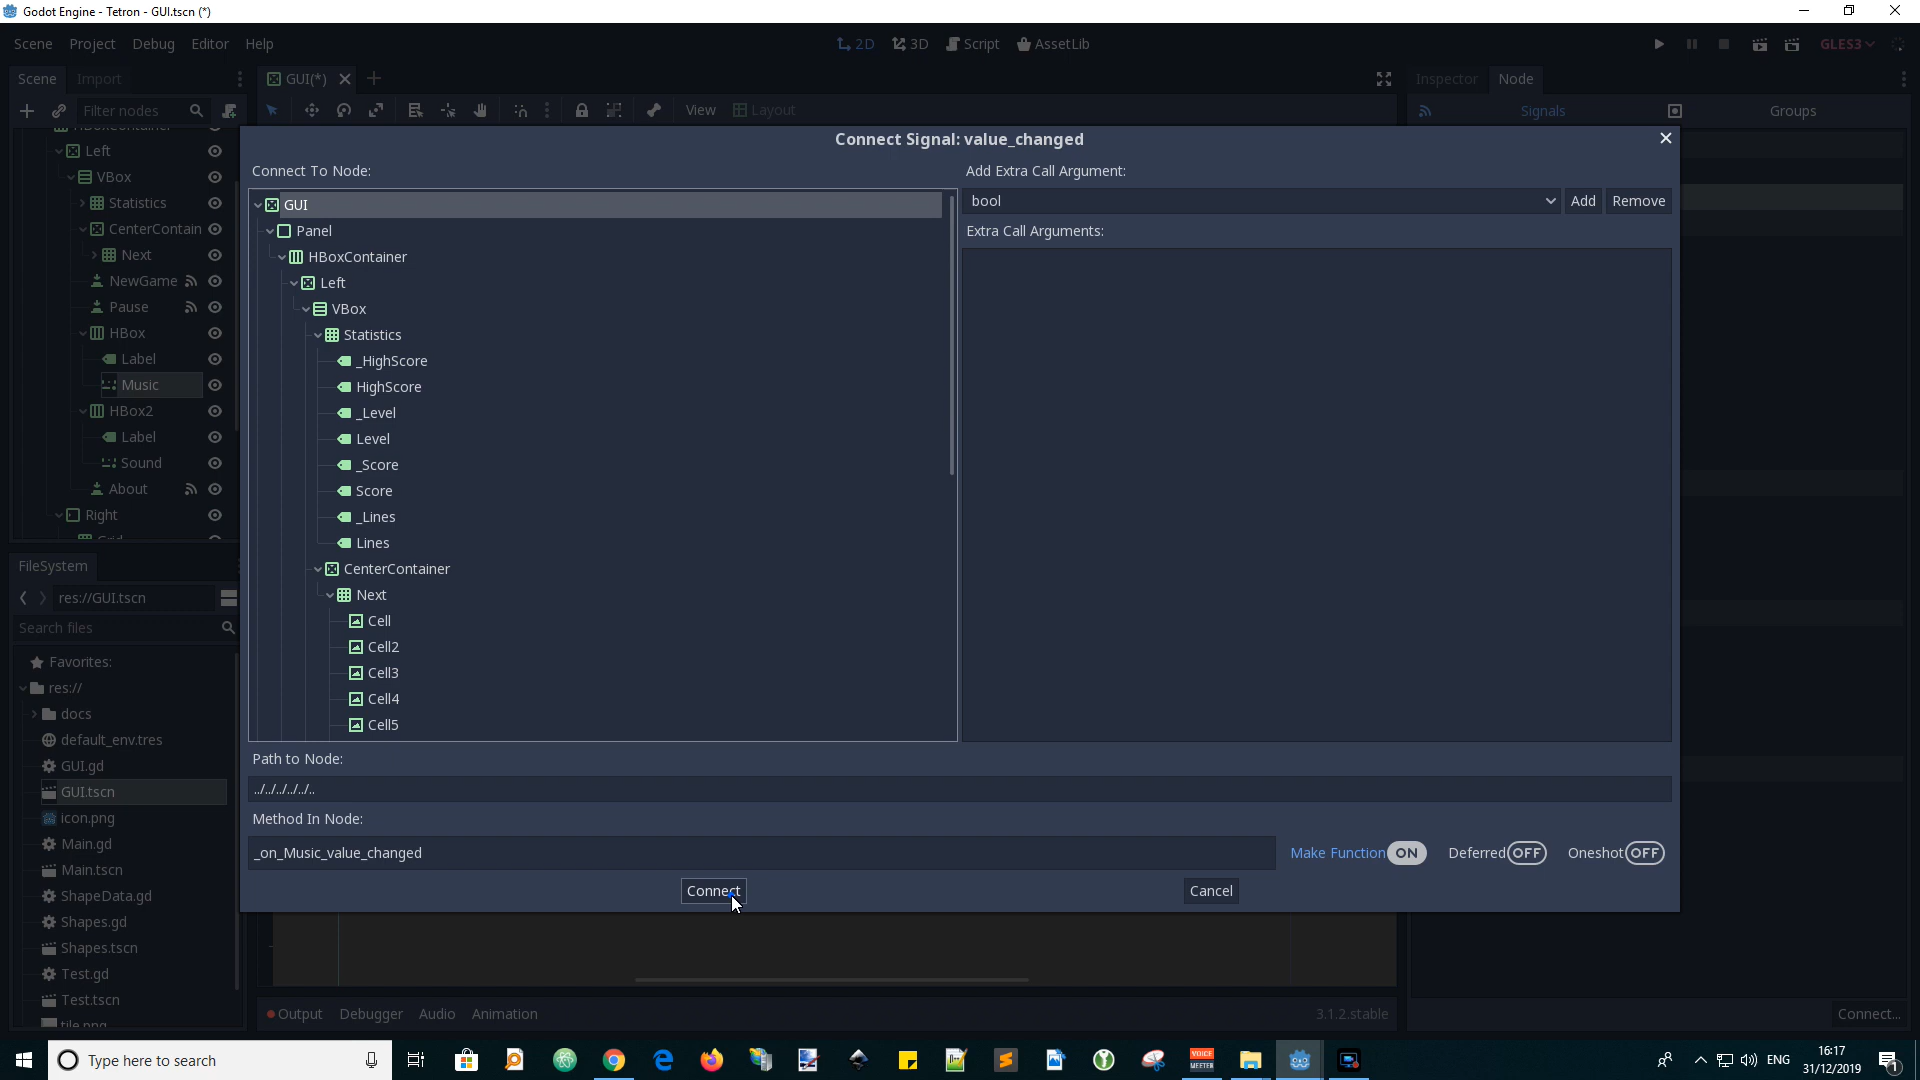 Godot Engine - Tetron - GUI.tscn (*)
Scene Project Debug Editor Help
2D 3D Script AssetLib
GLES3
Scene Import
GUI(*)
Inspector Node
Filter nodes
View Layout
Signals Groups
HBoxContainer
Left
VBox
Statistics
CenterContain
Next
NewGame
Pause
HBox
Label
Music
HBox2
Label
Sound
About
Right
Grid
FileSystem
res://GUI.tscn
Search files
Favorites:
res://
docs
default_env.tres
GUI.gd
GUI.tscn
icon.png
Main.gd
Main.tscn
ShapeData.gd
Shapes.gd
Shapes.tscn
Test.gd
Test.tscn
tile.png
Connect Signal: value_changed
Connect To Node:
GUI
Panel
HBoxContainer
Left
VBox
Statistics
_HighScore
HighScore
_Level
Level
_Score
Score
_Lines
Lines
CenterContainer
Next
Cell
Cell2
Cell3
Cell4
Cell5
Add Extra Call Argument:
bool Add Remove
Extra Call Arguments:
Path to Node:
../../../../../..
Method In Node:
_on_Music_value_changed
Make Function ON Deferred OFF Oneshot OFF
Connect Cancel
Output Debugger Audio Animation
3.1.2.stable
Connect...
Type here to search
VOICE
MEETER
ENG
16:17
31/12/2019
1